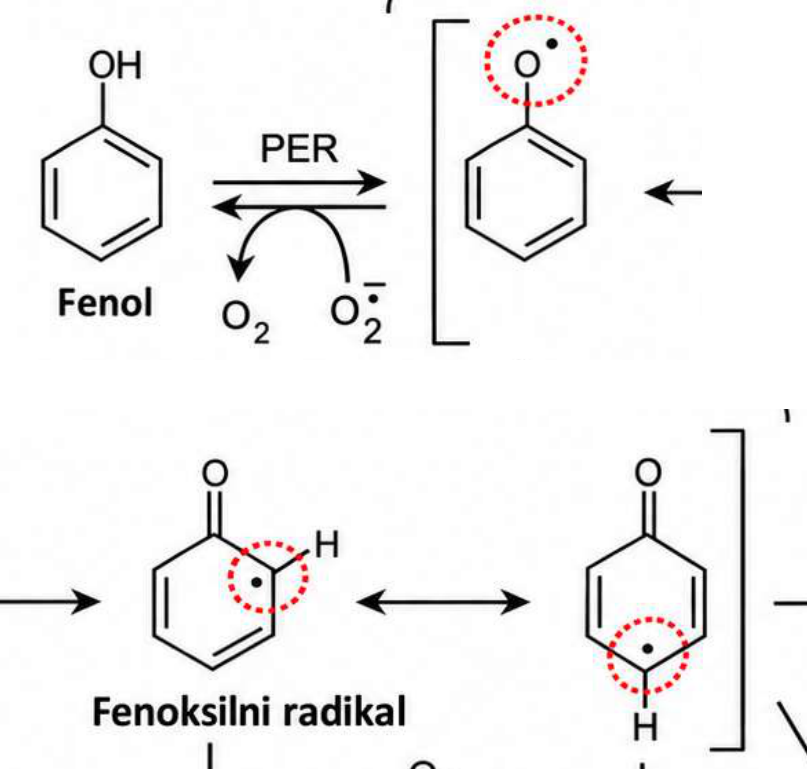 OH
O•
PER
Fenol
O2
O2•−
O
H
O
Fenoksilni radikal
H